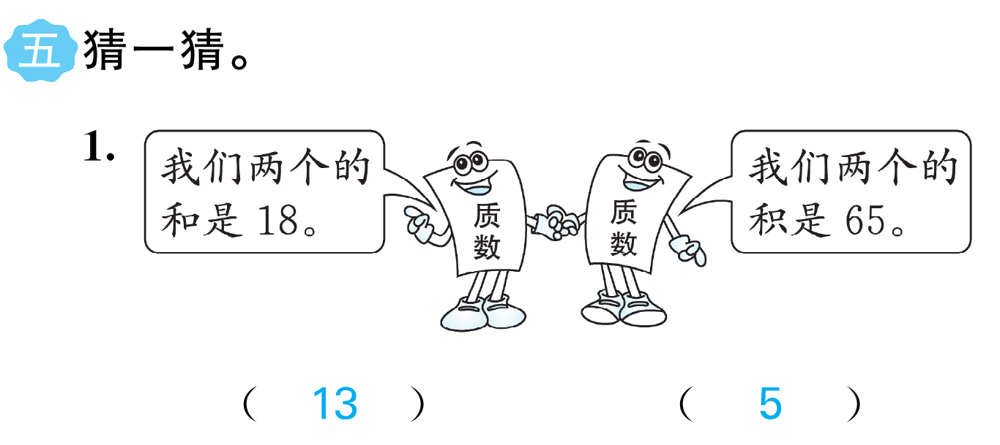 五 猜一猜。
1. 我们两个的
和是 18。
质
数
质
数
我们两个的
积是 65。
( 13 ) ( 5 )